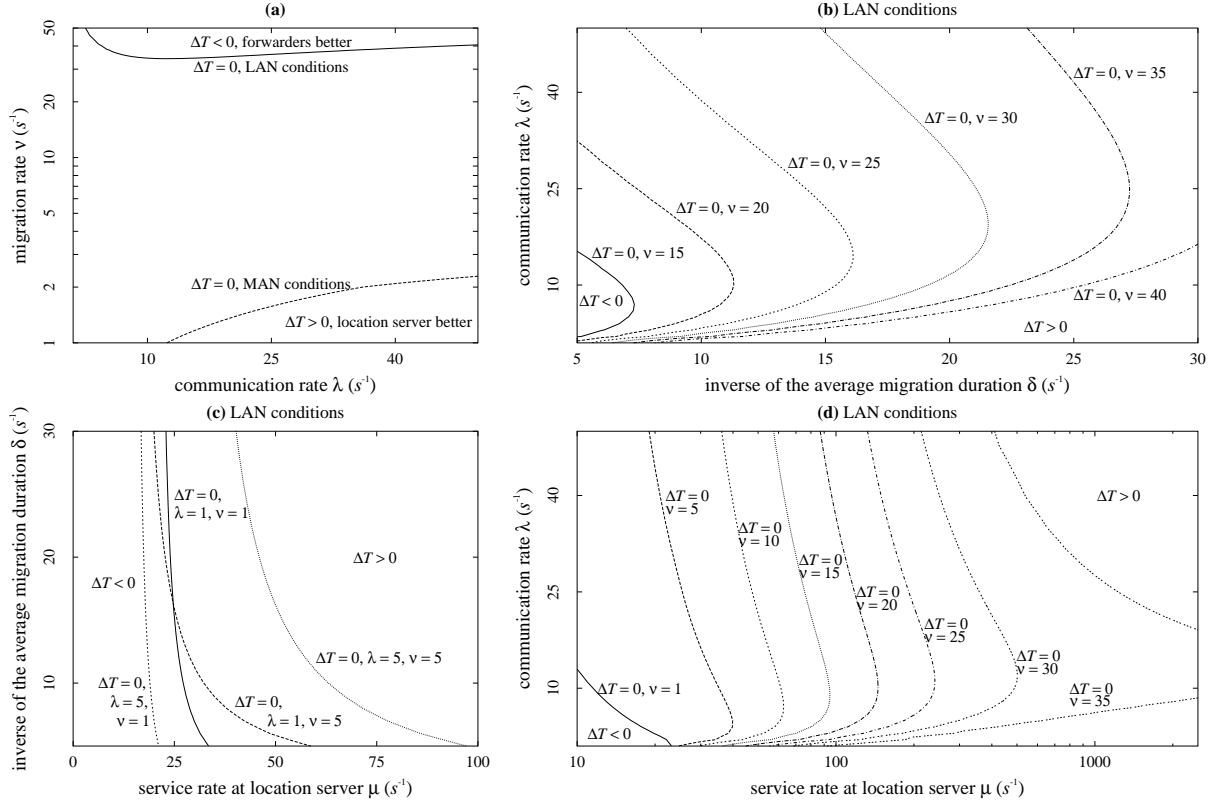 (a)
50
20
10
5
2
1
10
25
40
migration rate ν (s⁻¹)
communication rate λ (s⁻¹)
ΔT < 0, forwarders better
ΔT = 0, LAN conditions
ΔT = 0, MAN conditions
ΔT > 0, location server better
(b) LAN conditions
40
25
10
5
10
15
20
25
30
communication rate λ (s⁻¹)
inverse of the average migration duration δ (s⁻¹)
ΔT = 0, ν = 35
ΔT = 0, ν = 30
ΔT = 0, ν = 25
ΔT = 0, ν = 20
ΔT = 0, ν = 15
ΔT < 0
ΔT = 0, ν = 40
ΔT > 0
(c) LAN conditions
30
20
10
0
25
50
75
100
inverse of the average migration duration δ (s⁻¹)
service rate at location server μ (s⁻¹)
ΔT = 0,
λ = 1, ν = 1
ΔT > 0
ΔT < 0
ΔT = 0, λ = 5, ν = 5
ΔT = 0,
λ = 5,
ν = 1
ΔT = 0,
λ = 1, ν = 5
(d) LAN conditions
40
25
10
10
100
1000
communication rate λ (s⁻¹)
service rate at location server μ (s⁻¹)
ΔT = 0
ν = 5
ΔT > 0
ΔT = 0
ν = 10
ΔT = 0
ν = 15
ΔT = 0
ν = 20
ΔT = 0
ν = 25
ΔT = 0
ν = 30
ΔT = 0, ν = 1
ΔT = 0
ν = 35
ΔT < 0